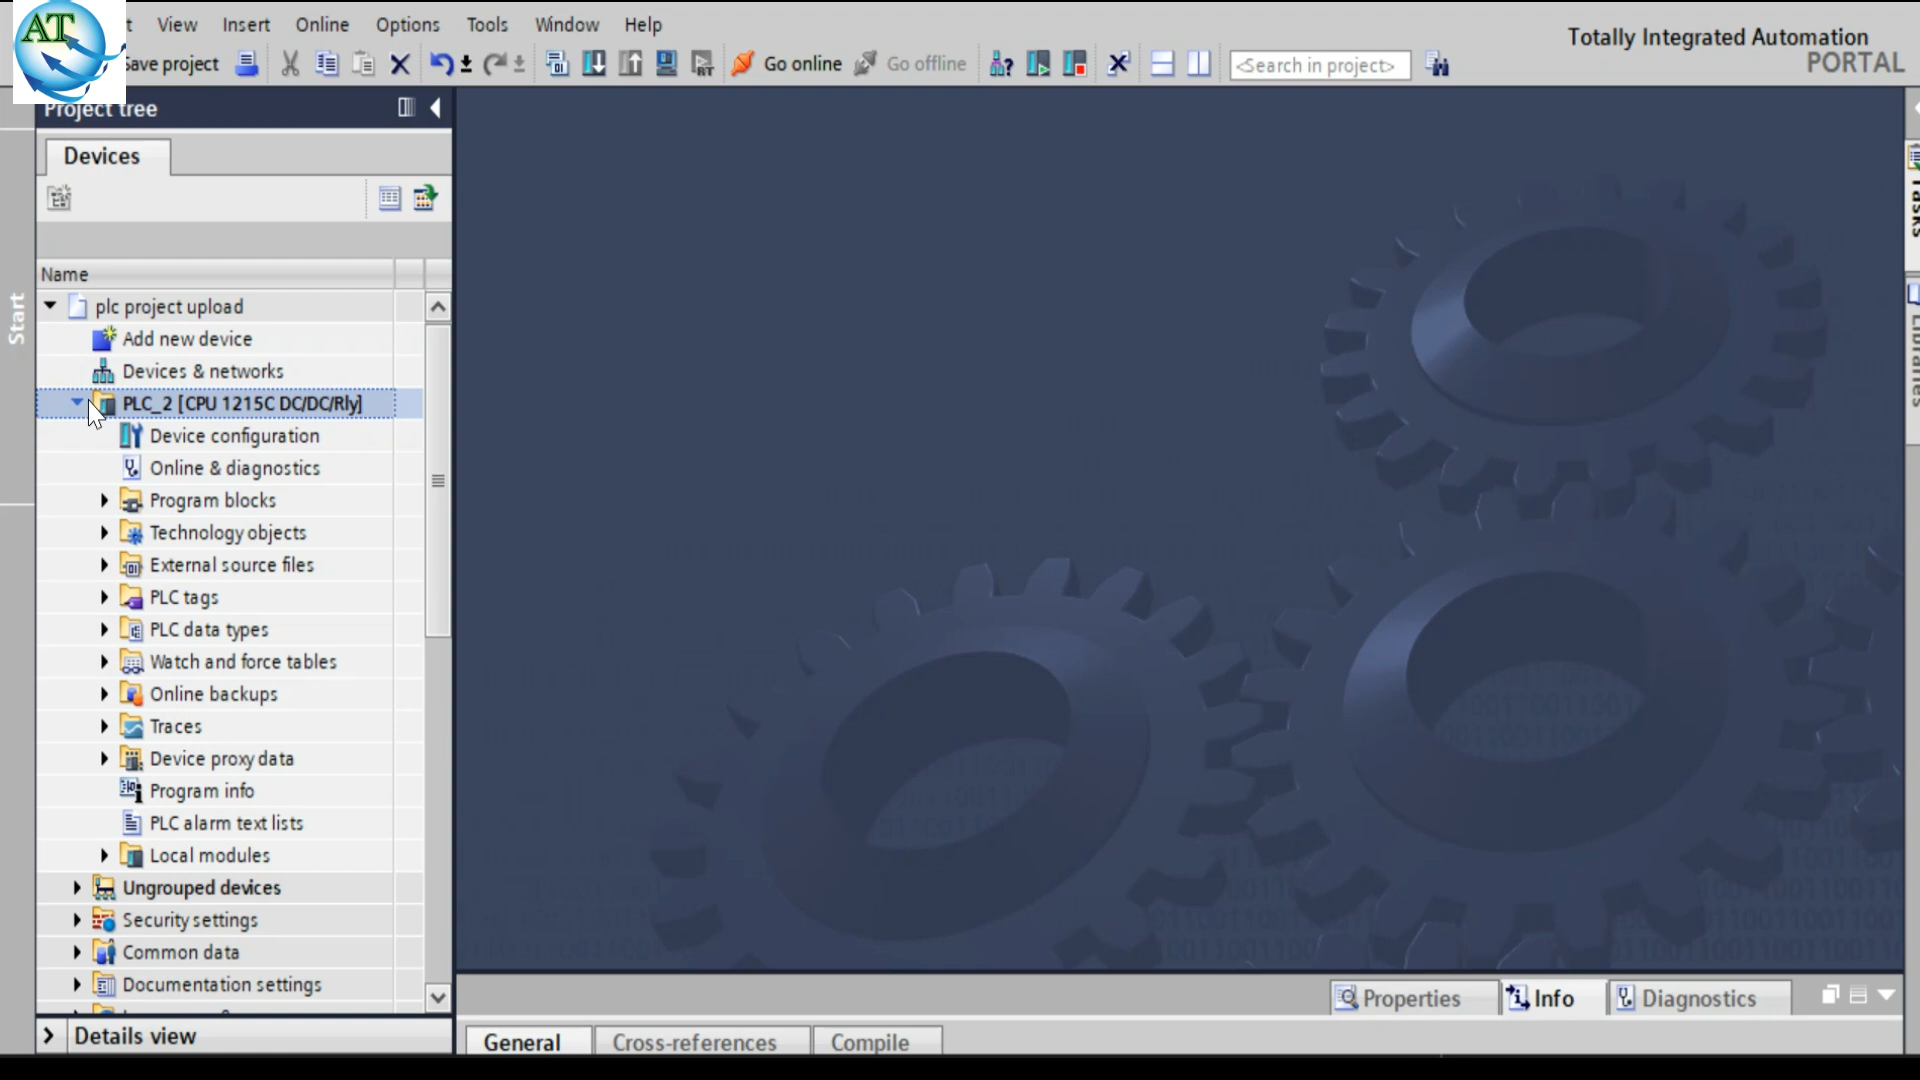 AT
View Insert Online Options Tools Window Help
Totally Integrated Automation
PORTAL
Save project
Go online
Go offline
<Search in project>
Project tree
Devices
Name
plc project upload
Add new device
Devices & networks
PLC_2 [CPU 1215C DC/DC/Rly]
Device configuration
Online & diagnostics
Program blocks
Technology objects
External source files
PLC tags
PLC data types
Watch and force tables
Online backups
Traces
Device proxy data
Program info
PLC alarm text lists
Local modules
Ungrouped devices
Security settings
Common data
Documentation settings
Details view
Start
Tasks
Libraries
Properties
Info
Diagnostics
General
Cross-references
Compile